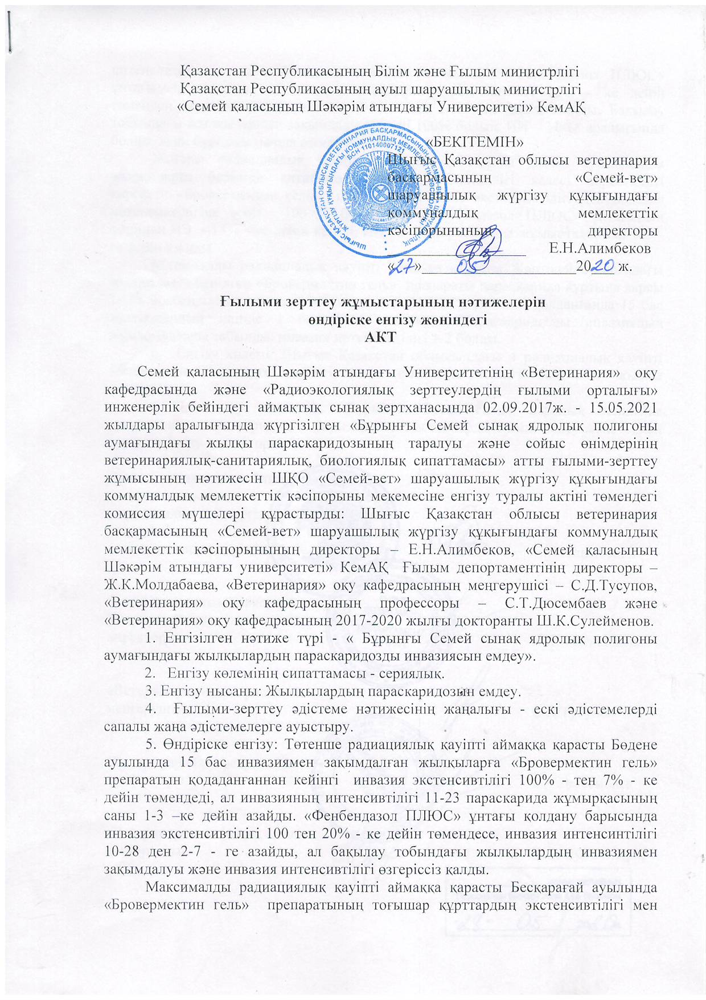 Қазақстан Республикасының Білім және Ғылым министрлігі
Қазақстан Республикасының ауыл шаруашылық министрлігі
«Семей қаласының Шәкәрім атындағы Университеті» КемАҚ
«БЕКІТЕМІН»
Шығыс Қазақстан облысы ветеринария
басқармасының «Семей-вет»
шаруашылық жүргізу құқығындағы
коммуналдық мемлекеттік
кәсіпорынының директоры
__________________ Е.Н.Алимбеков
«27»____05____________2020 ж.
БСН 110140007121
Ғылыми зерттеу жұмыстарының нәтижелерін
өндіріске енгізу жөніндегі
АКТ
Семей қаласының Шәкәрім атындағы Университетінің «Ветеринария» оқу
кафедрасында және «Радиоэкологиялық зерттеулердің ғылыми орталығы»
инженерлік бейіндегі аймақтық сынақ зертханасында 02.09.2017ж. - 15.05.2021
жылдары аралығында жүргізілген «Бұрынғы Семей сынақ ядролық полигоны
аумағындағы жылқы параскаридозының таралуы және сойыс өнімдерінің
ветеринариялық-санитариялық, биологиялық сипаттамасы» атты ғылыми-зерттеу
жұмысының нәтижесін ШҚО «Семей-вет» шаруашылық жүргізу құқығындағы
коммуналдық мемлекеттік кәсіпорыны мекемесіне енгізу туралы актіні төмендегі
комиссия мүшелері құрастырды: Шығыс Қазақстан облысы ветеринария
басқармасының «Семей-вет» шаруашылық жүргізу құқығындағы коммуналдық
мемлекеттік кәсіпорынының директоры – Е.Н.Алимбеков, «Семей қаласының
Шәкәрім атындағы университеті» КемАҚ Ғылым депортаментінің директоры –
Ж.К.Молдабаева, «Ветеринария» оқу кафедрасының меңгерушісі – С.Д.Тусупов,
«Ветеринария» оқу кафедрасының профессоры – С.Т.Дюсембаев және
«Ветеринария» оқу кафедрасының 2017-2020 жылғы докторанты Ш.К.Сулейменов.
1. Енгізілген нәтиже түрі - « Бұрынғы Семей сынақ ядролық полигоны
аумағындағы жылқылардың параскаридозды инвазиясын емдеу».
2. Енгізу көлемінің сипаттамасы - сериялық.
3. Енгізу нысаны: Жылқылардың параскаридозын емдеу.
4. Ғылыми-зерттеу әдістеме нәтижесінің жаңалығы - ескі әдістемелерді
сапалы жаңа әдістемелерге ауыстыру.
5. Өндіріске енгізу: Төтенше радиациялық қауіпті аймаққа қарасты Бөдене
ауылында 15 бас инвазиямен зақымдалған жылқыларға «Бровермектин гель»
препаратын қодаданғаннан кейінгі инвазия экстенсивтілігі 100% - тен 7% - ке
дейін төмендеді, ал инвазияның интенсивтілігі 11-23 параскарида жұмырқасының
саны 1-3 –ке дейін азайды. «Фенбендазол ПЛЮС» ұнтағы қолдану барысында
инвазия экстенсивтілігі 100 тен 20% - ке дейін төмендесе, инвазия интенсинтілігі
10-28 ден 2-7 - ге азайды, ал бақылау тобындағы жылқылардың инвазиямен
зақымдалуы және инвазия интенсивтілігі өзгеріссіз қалды.
Максималды радиациялық қауіпті аймаққа қарасты Бесқарағай ауылында
«Бровермектин гель» препаратының тоғышар құрттардың экстенсивтілігі мен